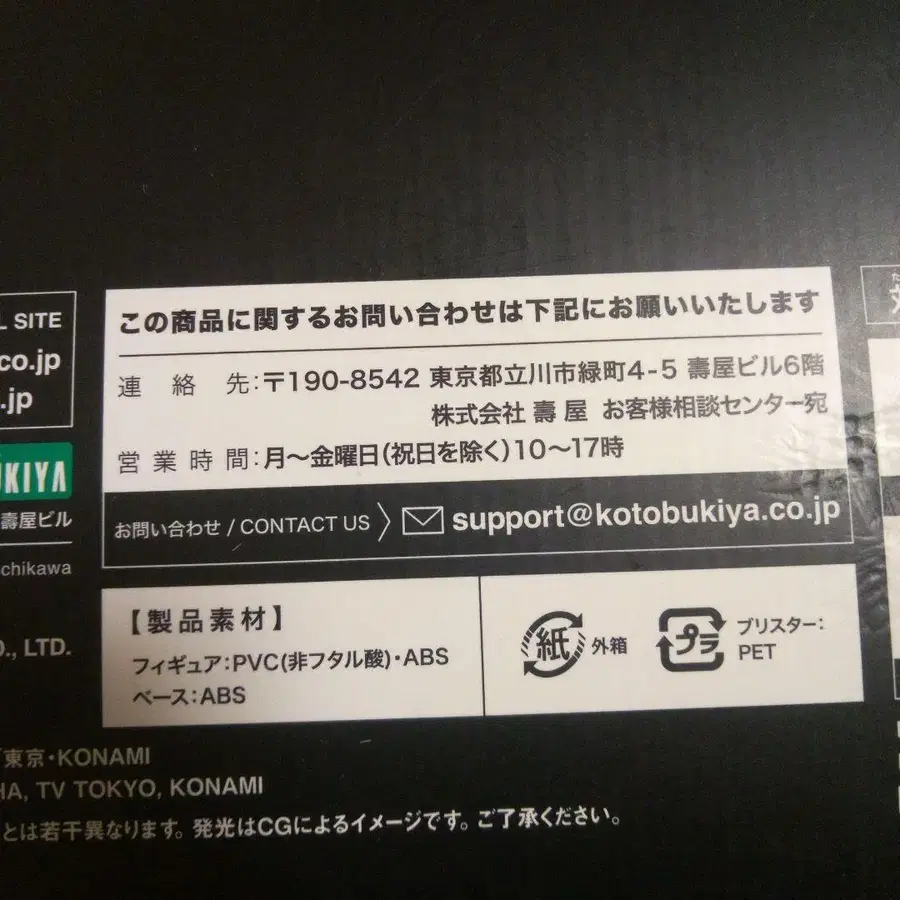 L SITE
co.jp
.jp
UKIYA
壽屋ビル
chikawa
O., LTD.
この商品に関するお問い合わせは下記にお願いいたします
連絡先:〒190-8542 東京都立川市緑町4-5 壽屋ビル6階
株式会社 壽屋 お客様相談センター宛
営業時間:月〜金曜日(祝日を除く)10〜17時
お問い合わせ / CONTACT US support@kotobukiya.co.jp
【製品素材】
フィギュア:PVC(非フタル酸)・ABS
ベース:ABS
紙 外箱
プラ ブリスター:
PET
東京・KONAMI
HA, TV TOKYO, KONAMI
とは若干異なります。発光はCGによるイメージです。ご了承ください。